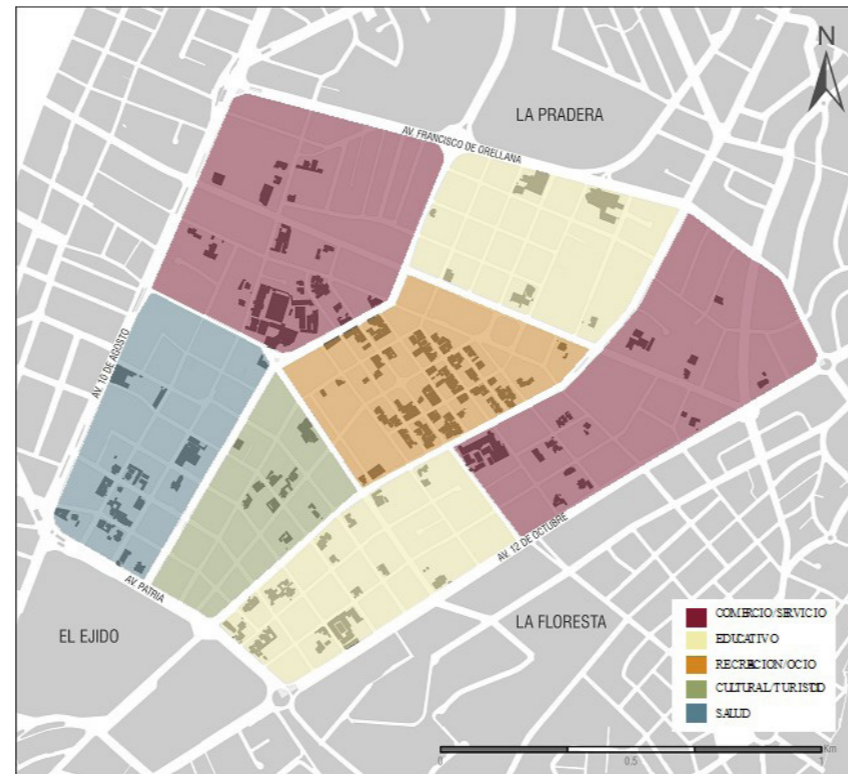 N
LA PRADERA
AV. FRANCISCO DE ORELLANA
AV. 10 DE AGOSTO
AV. 12 DE OCTUBRE
AV. PATRIA
EL EJIDO
LA FLORESTA
COMERCIO/SERVICIO
EDUCATIVO
RECREACION/OCIO
CULTURAL/TURISTICO
SALUD
Km
0
0.5
1